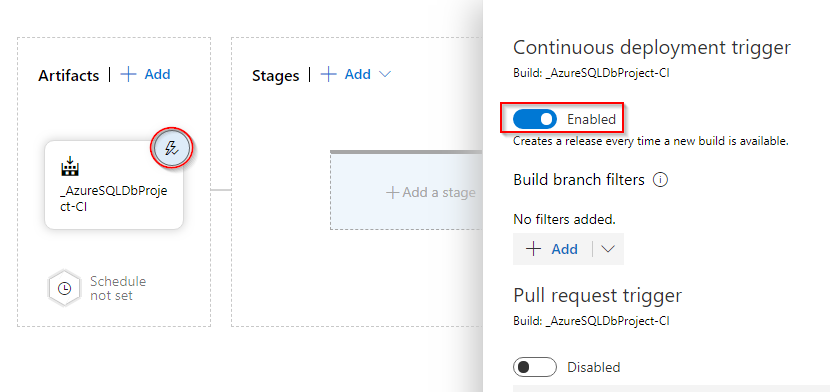 Artifacts | + Add
_AzureSQLDbProje
ct-CI
Schedule
not set
Stages | + Add
+ Add a stage
Continuous deployment trigger
Build: _AzureSQLDbProject-CI
Enabled
Creates a release every time a new build is available.
Build branch filters
No filters added.
+ Add
Pull request trigger
Build: _AzureSQLDbProject-CI
Disabled